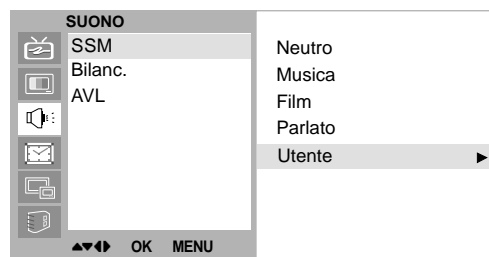 SUONO
SSM
Bilanc.
AVL
Neutro
Musica
Film
Parlato
Utente
OK MENU